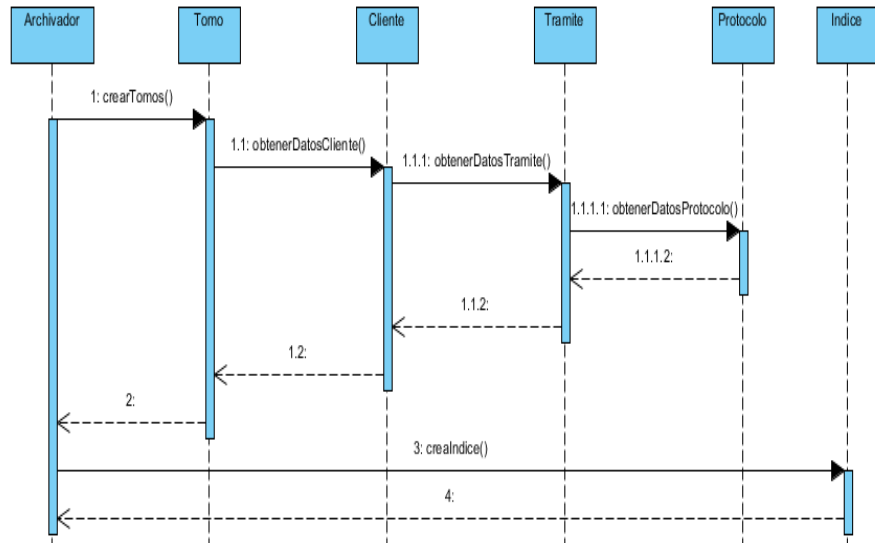 Archivador
Tomo
Cliente
Tramite
Protocolo
Indice
1: crearTomos()
1.1: obtenerDatosCliente()
1.1.1: obtenerDatosTramite()
1.1.1.1: obtenerDatosProtocolo()
1.1.1.2:
1.1.2:
1.2:
2:
3: creaIndice()
4: